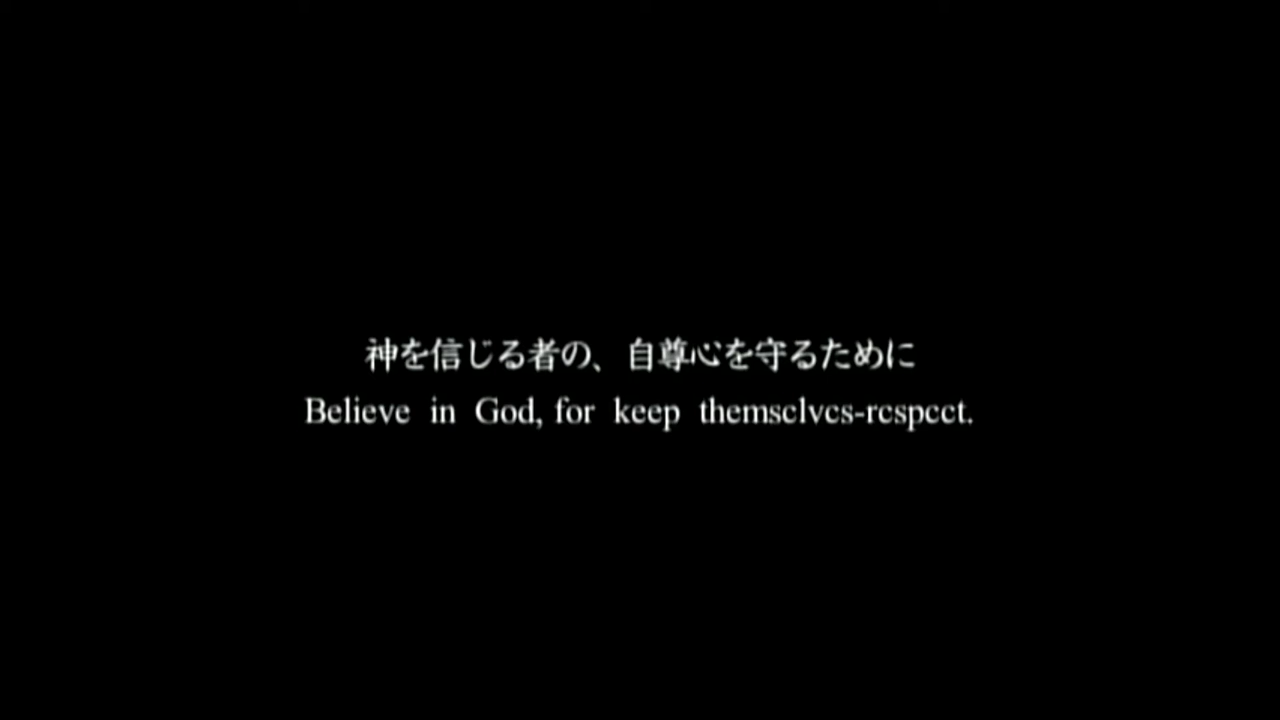 神を信じる者の、自尊心を守るために
Believe in God, for keep themselves-respect.